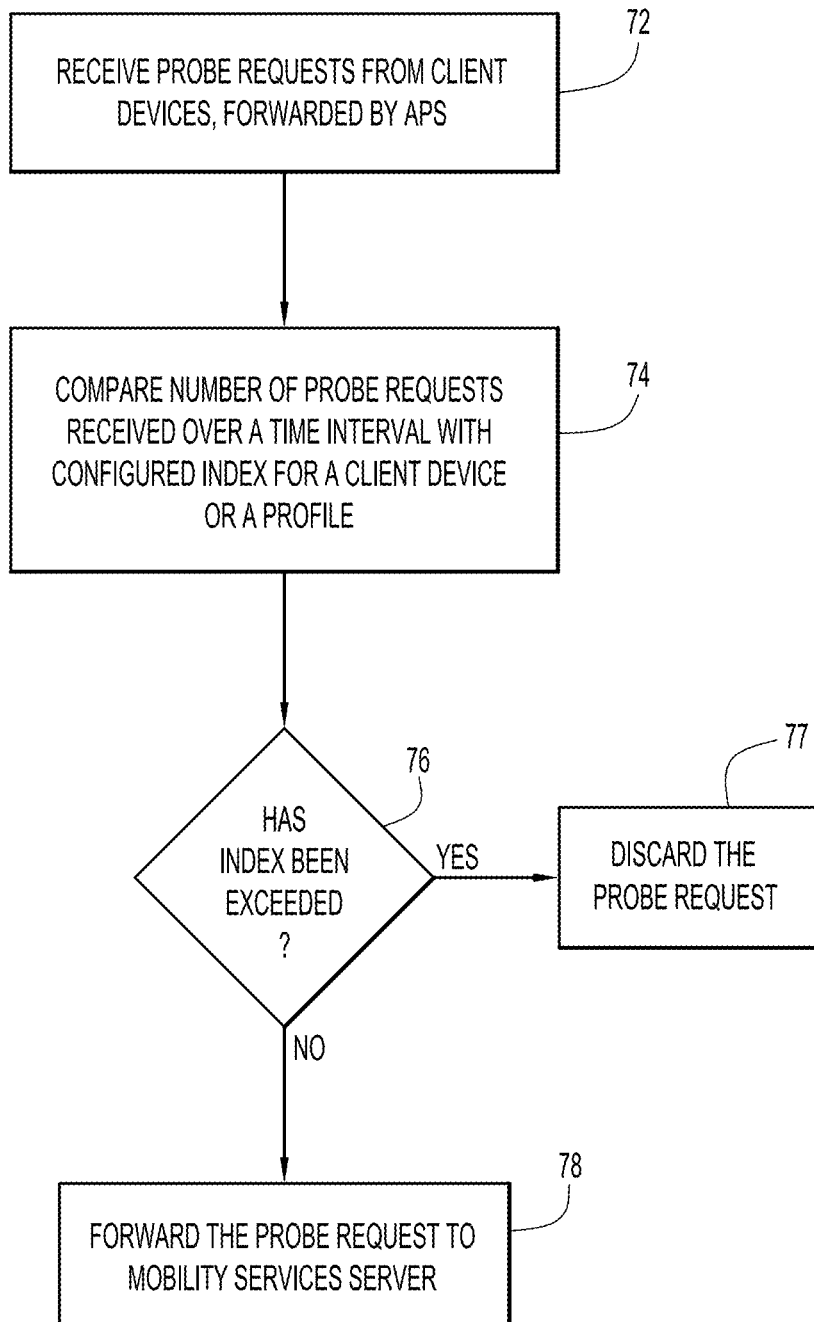 72
RECEIVE PROBE REQUESTS FROM CLIENT
DEVICES, FORWARDED BY APS
74
COMPARE NUMBER OF PROBE REQUESTS
RECEIVED OVER A TIME INTERVAL WITH
CONFIGURED INDEX FOR A CLIENT DEVICE
OR A PROFILE
76
HAS
INDEX BEEN
EXCEEDED
?
YES
77
DISCARD THE
PROBE REQUEST
NO
78
FORWARD THE PROBE REQUEST TO
MOBILITY SERVICES SERVER